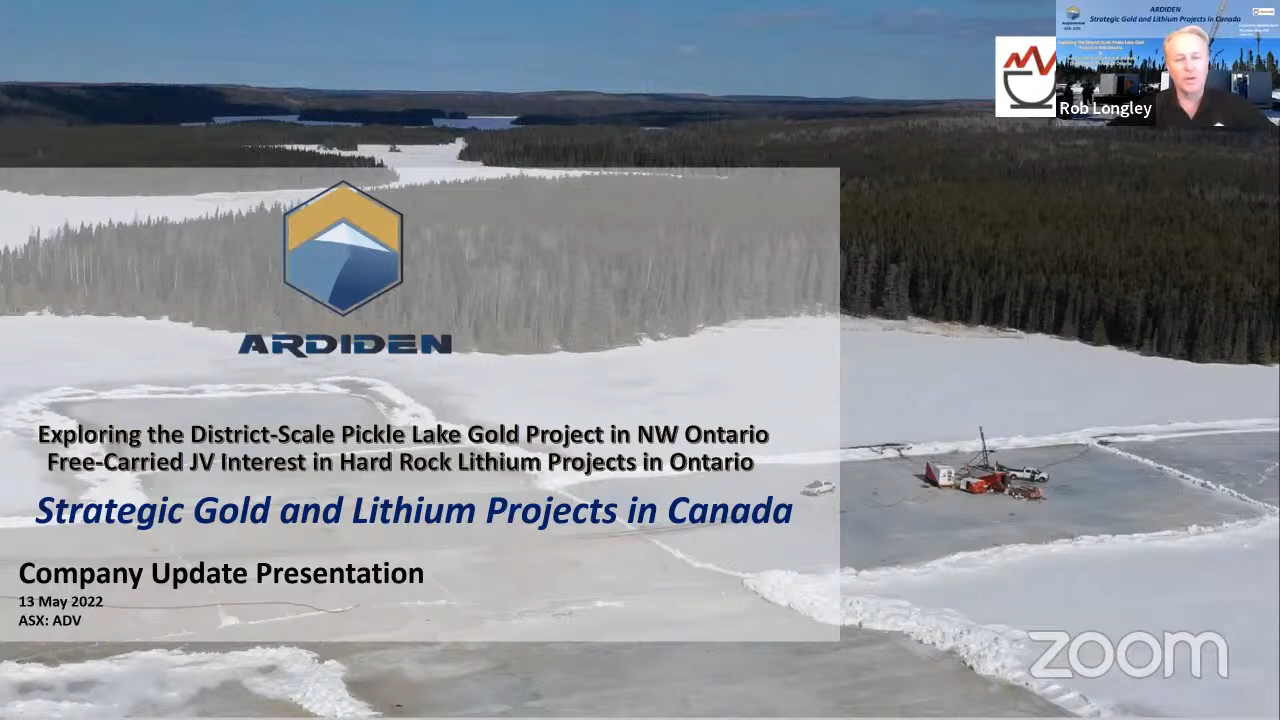 ARDIDEN
Strategic Gold and Lithium Projects in Canada
Rob Longley
ARDIDEN
Exploring the District-Scale Pickle Lake Gold Project in NW Ontario
Free-Carried JV Interest in Hard Rock Lithium Projects in Ontario
Strategic Gold and Lithium Projects in Canada
Company Update Presentation
13 May 2022
ASX: ADV
zoom